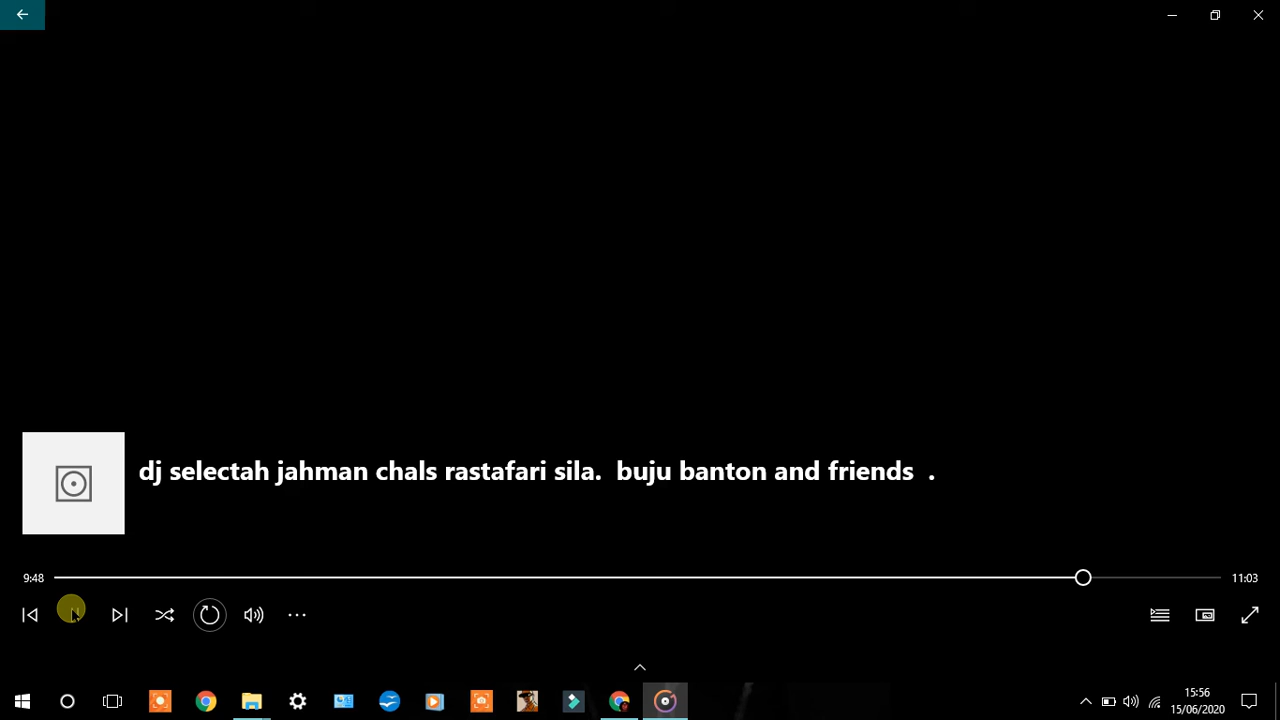 dj selectah jahman chals rastafari sila.  buju banton and friends  .
9:48
11:03
15:56
15/06/2020